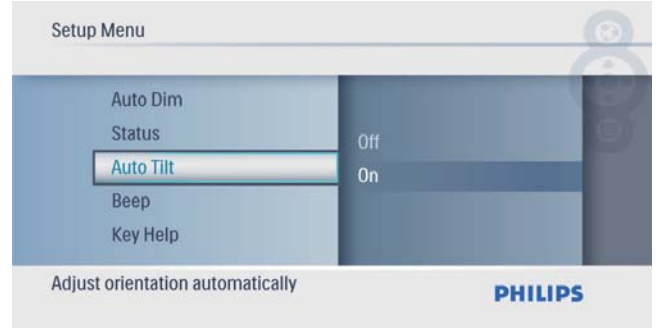 Setup Menu
Auto Dim
Status
Auto Tilt
Beep
Key Help
Off
On
Adjust orientation automatically
PHILIPS